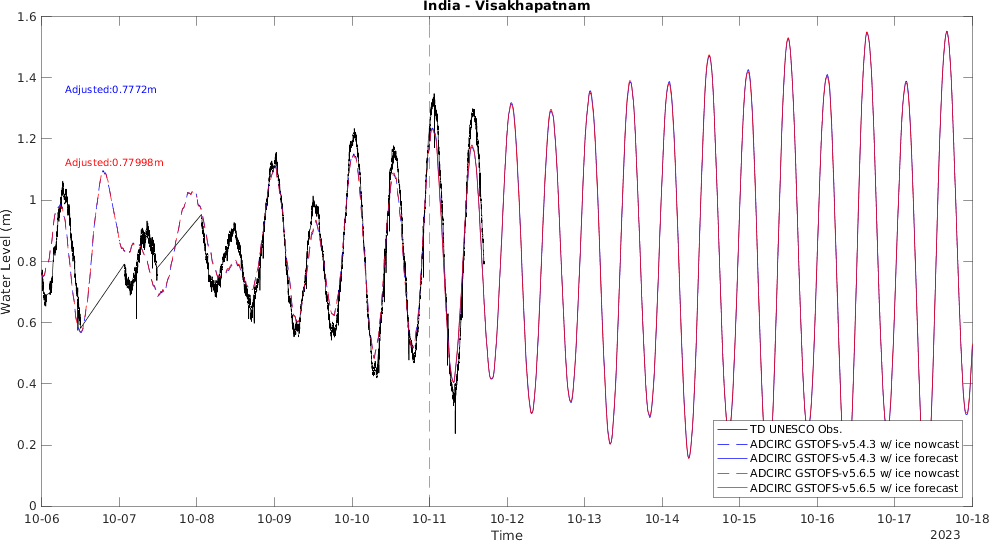 India - Visakhapatnam
1.6
1.4
1.2
1
0.8
0.6
0.4
0.2
0
Water Level (m)
Adjusted:0.7772m
Adjusted:0.77998m
TD UNESCO Obs.
ADCIRC GSTOFS-v5.4.3 w/ ice nowcast
ADCIRC GSTOFS-v5.4.3 w/ ice forecast
ADCIRC GSTOFS-v5.6.5 w/ ice nowcast
ADCIRC GSTOFS-v5.6.5 w/ ice forecast
10-06 10-07 10-08 10-09 10-10 10-11 10-12 10-13 10-14 10-15 10-16 10-17 10-18
Time
2023